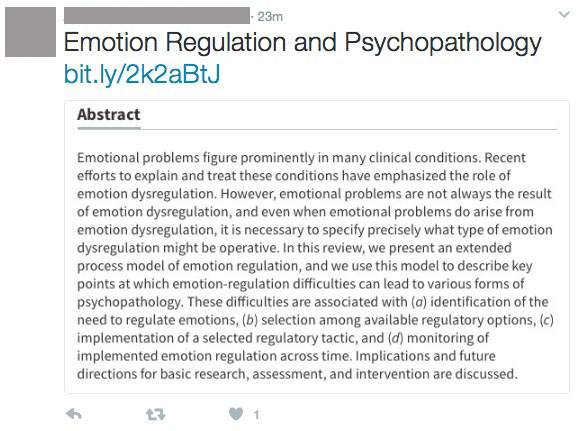 · 23m
Emotion Regulation and Psychopathology
bit.ly/2k2aBtJ
Abstract
Emotional problems figure prominently in many clinical conditions. Recent
efforts to explain and treat these conditions have emphasized the role of
emotion dysregulation. However, emotional problems are not always the result
of emotion dysregulation, and even when emotional problems do arise from
emotion dysregulation, it is necessary to specify precisely what type of emotion
dysregulation might be operative. In this review, we present an extended
process model of emotion regulation, and we use this model to describe key
points at which emotion-regulation difficulties can lead to various forms of
psychopathology. These difficulties are associated with (a) identification of the
need to regulate emotions, (b) selection among available regulatory options, (c)
implementation of a selected regulatory tactic, and (d) monitoring of
implemented emotion regulation across time. Implications and future
directions for basic research, assessment, and intervention are discussed.
1